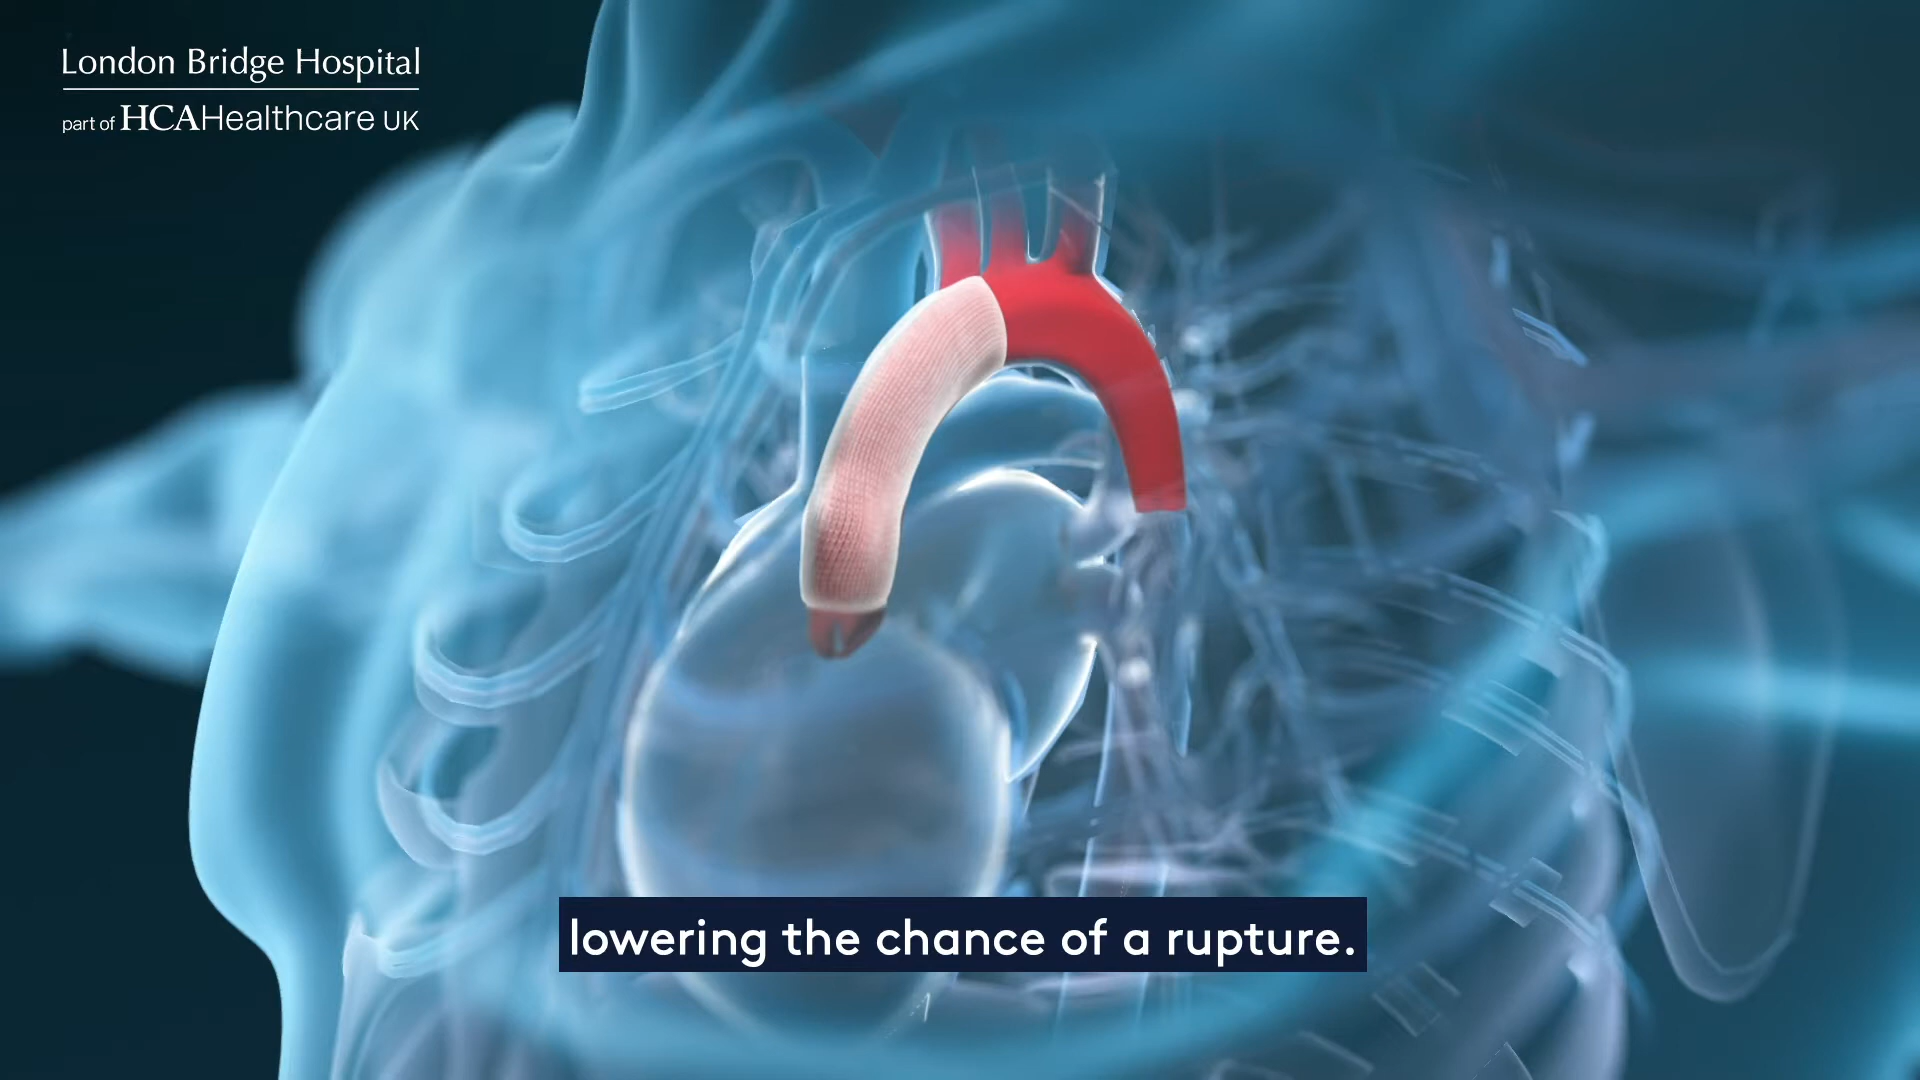 London Bridge Hospital
part of HCAHealthcare UK
lowering the chance of a rupture.